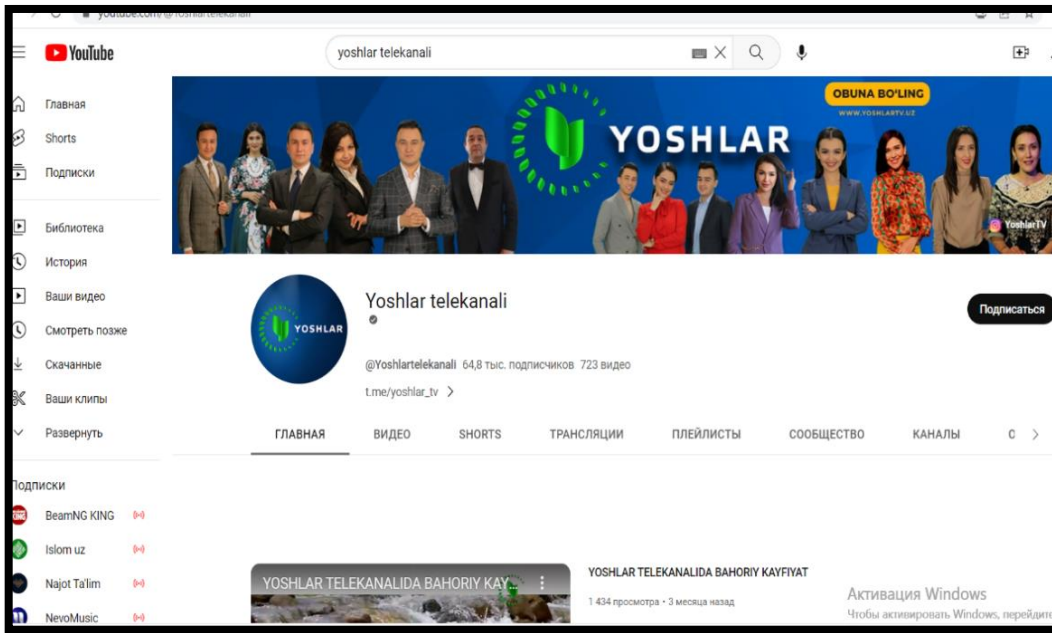 youtube.com/@Yoshlartelekanali
YouTube
yoshlar telekanali
Главная
Shorts
Подписки
Библиотека
История
Ваши видео
Смотреть позже
Скачанные
Ваши клипы
Развернуть
Подписки
BeamNG KING
Islom uz
Najot Ta'lim
NevoMusic
YOSHLAR
OBUNA BO'LING
WWW.YOSHLARTV.UZ
YoshlarTV
YOSHLAR
Yoshlar telekanali
@Yoshlartelekanali 64,8 тыс. подписчиков 723 видео
t.me/yoshlar_tv
Подписаться
ГЛАВНАЯ ВИДЕО SHORTS ТРАНСЛЯЦИИ ПЛЕЙЛИСТЫ СООБЩЕСТВО КАНАЛЫ О
YOSHLAR TELEKANALIDA BAHORIY KAY...
YOSHLAR TELEKANALIDA BAHORIY KAYFIYAT
1 434 просмотра • 3 месяца назад
Активация Windows
Чтобы активировать Windows, перейдите